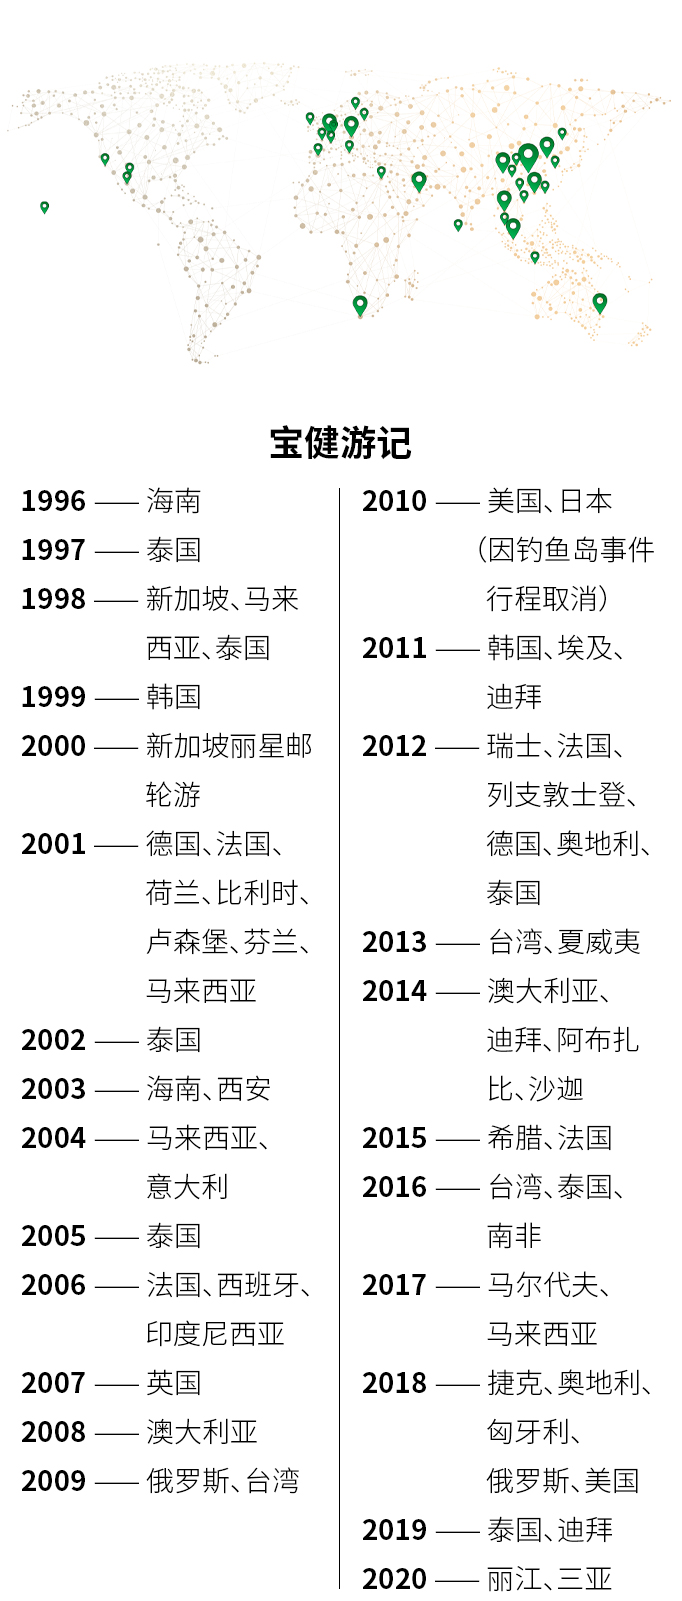 宝健游记
1996 —— 海南
1997 —— 泰国
1998 —— 新加坡、马来
西亚、泰国
1999 —— 韩国
2000 —— 新加坡丽星邮
轮游
2001 —— 德国、法国、
荷兰、比利时、
卢森堡、芬兰、
马来西亚
2002 —— 泰国
2003 —— 海南、西安
2004 —— 马来西亚、
意大利
2005 —— 泰国
2006 —— 法国、西班牙、
印度尼西亚
2007 —— 英国
2008 —— 澳大利亚
2009 —— 俄罗斯、台湾
2010 —— 美国、日本
（因钓鱼岛事件
行程取消）
2011 —— 韩国、埃及、
迪拜
2012 —— 瑞士、法国、
列支敦士登、
德国、奥地利、
泰国
2013 —— 台湾、夏威夷
2014 —— 澳大利亚、
迪拜、阿布扎
比、沙迦
2015 —— 希腊、法国
2016 —— 台湾、泰国、
南非
2017 —— 马尔代夫、
马来西亚
2018 —— 捷克、奥地利、
匈牙利、
俄罗斯、美国
2019 —— 泰国、迪拜
2020 —— 丽江、三亚